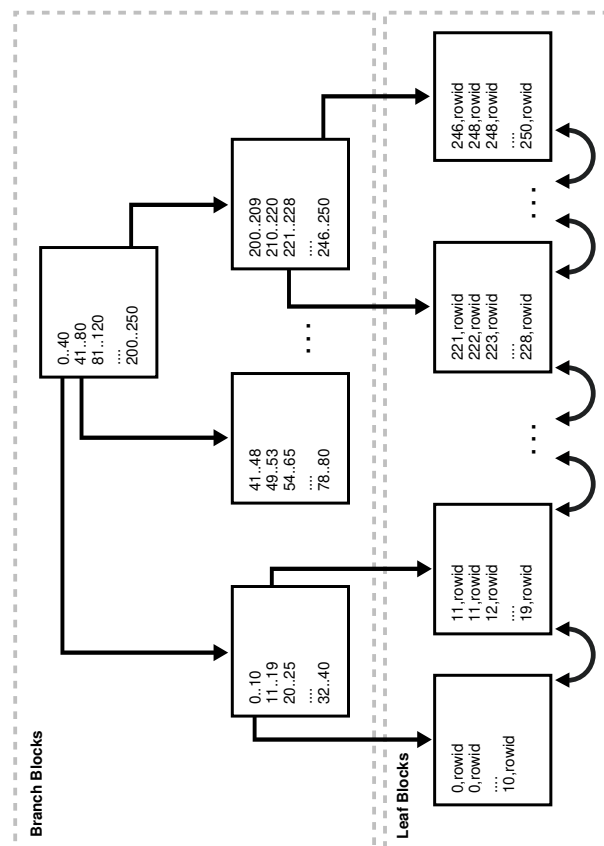 Branch Blocks
0..40
41..80
81..120
....
200..250
0..10
11..19
20..25
....
32..40
41..48
49..53
54..65
....
78..80
...
200..209
210..220
221..228
....
246..250
Leaf Blocks
0,rowid
0,rowid
....
10,rowid
11,rowid
11,rowid
12,rowid
....
19,rowid
...
221,rowid
222,rowid
223,rowid
....
228,rowid
...
246,rowid
248,rowid
248,rowid
....
250,rowid